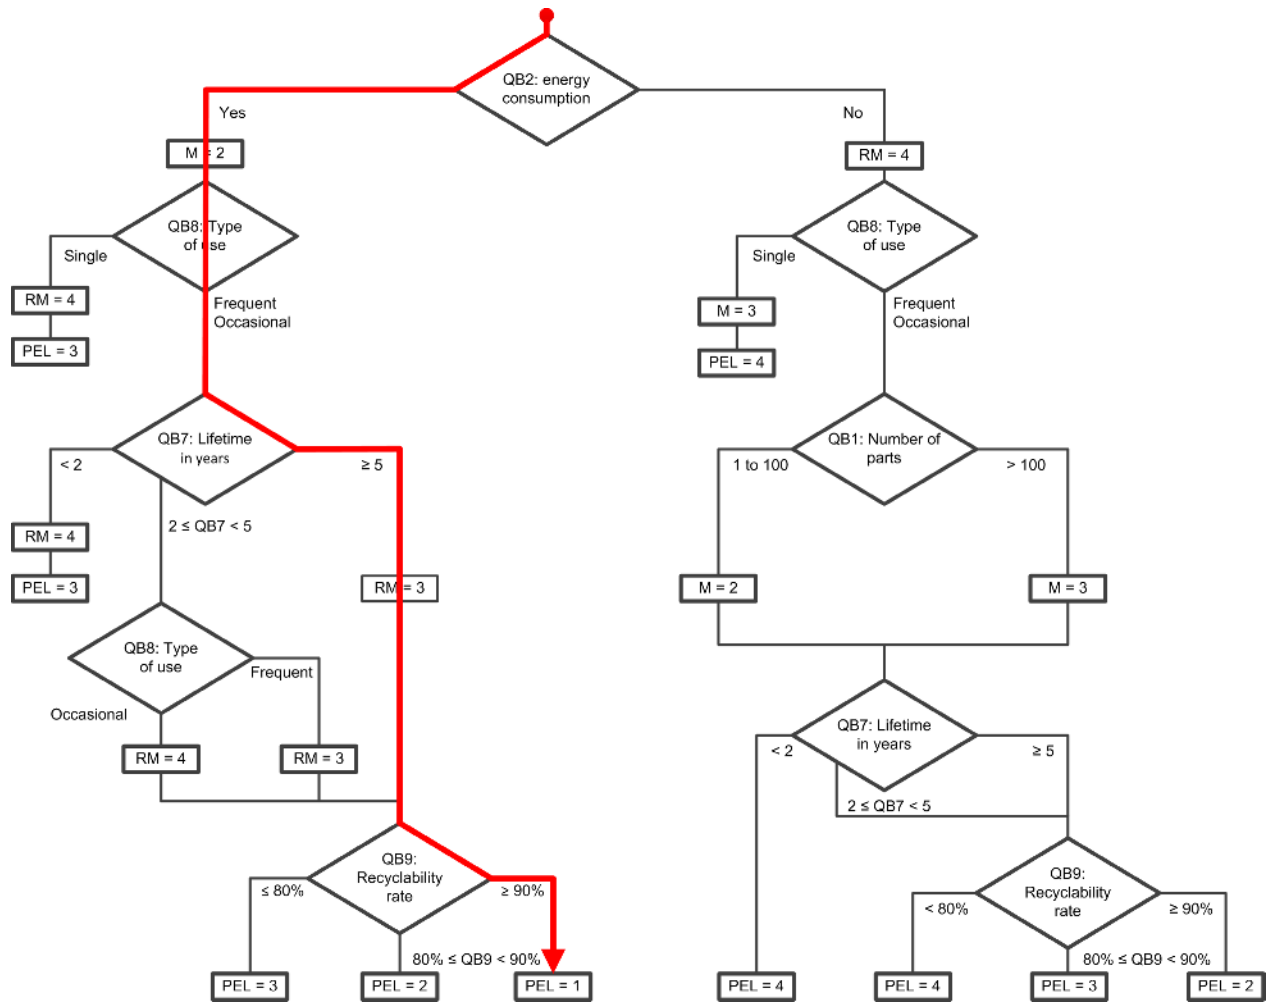 QB2: energy
consumption
Yes
No
M = 2
RM = 4
QB8: Type
of use
QB8: Type
of use
Single
Single
RM = 4
Frequent
Occasional
M = 3
Frequent
Occasional
PEL = 3
PEL = 4
QB7: Lifetime
in years
QB1: Number of
parts
< 2
≥ 5
1 to 100
> 100
RM = 4
2 ≤ QB7 < 5
PEL = 3
RM = 3
M = 2
M = 3
QB8: Type
of use
Frequent
Occasional
RM = 4
RM = 3
QB7: Lifetime
in years
< 2
≥ 5
2 ≤ QB7 < 5
QB9:
Recyclability
rate
≤ 80%
≥ 90%
QB9:
Recyclability
rate
< 80%
≥ 90%
80% ≤ QB9 < 90%
80% ≤ QB9 < 90%
PEL = 3
PEL = 2
PEL = 1
PEL = 4
PEL = 4
PEL = 3
PEL = 2